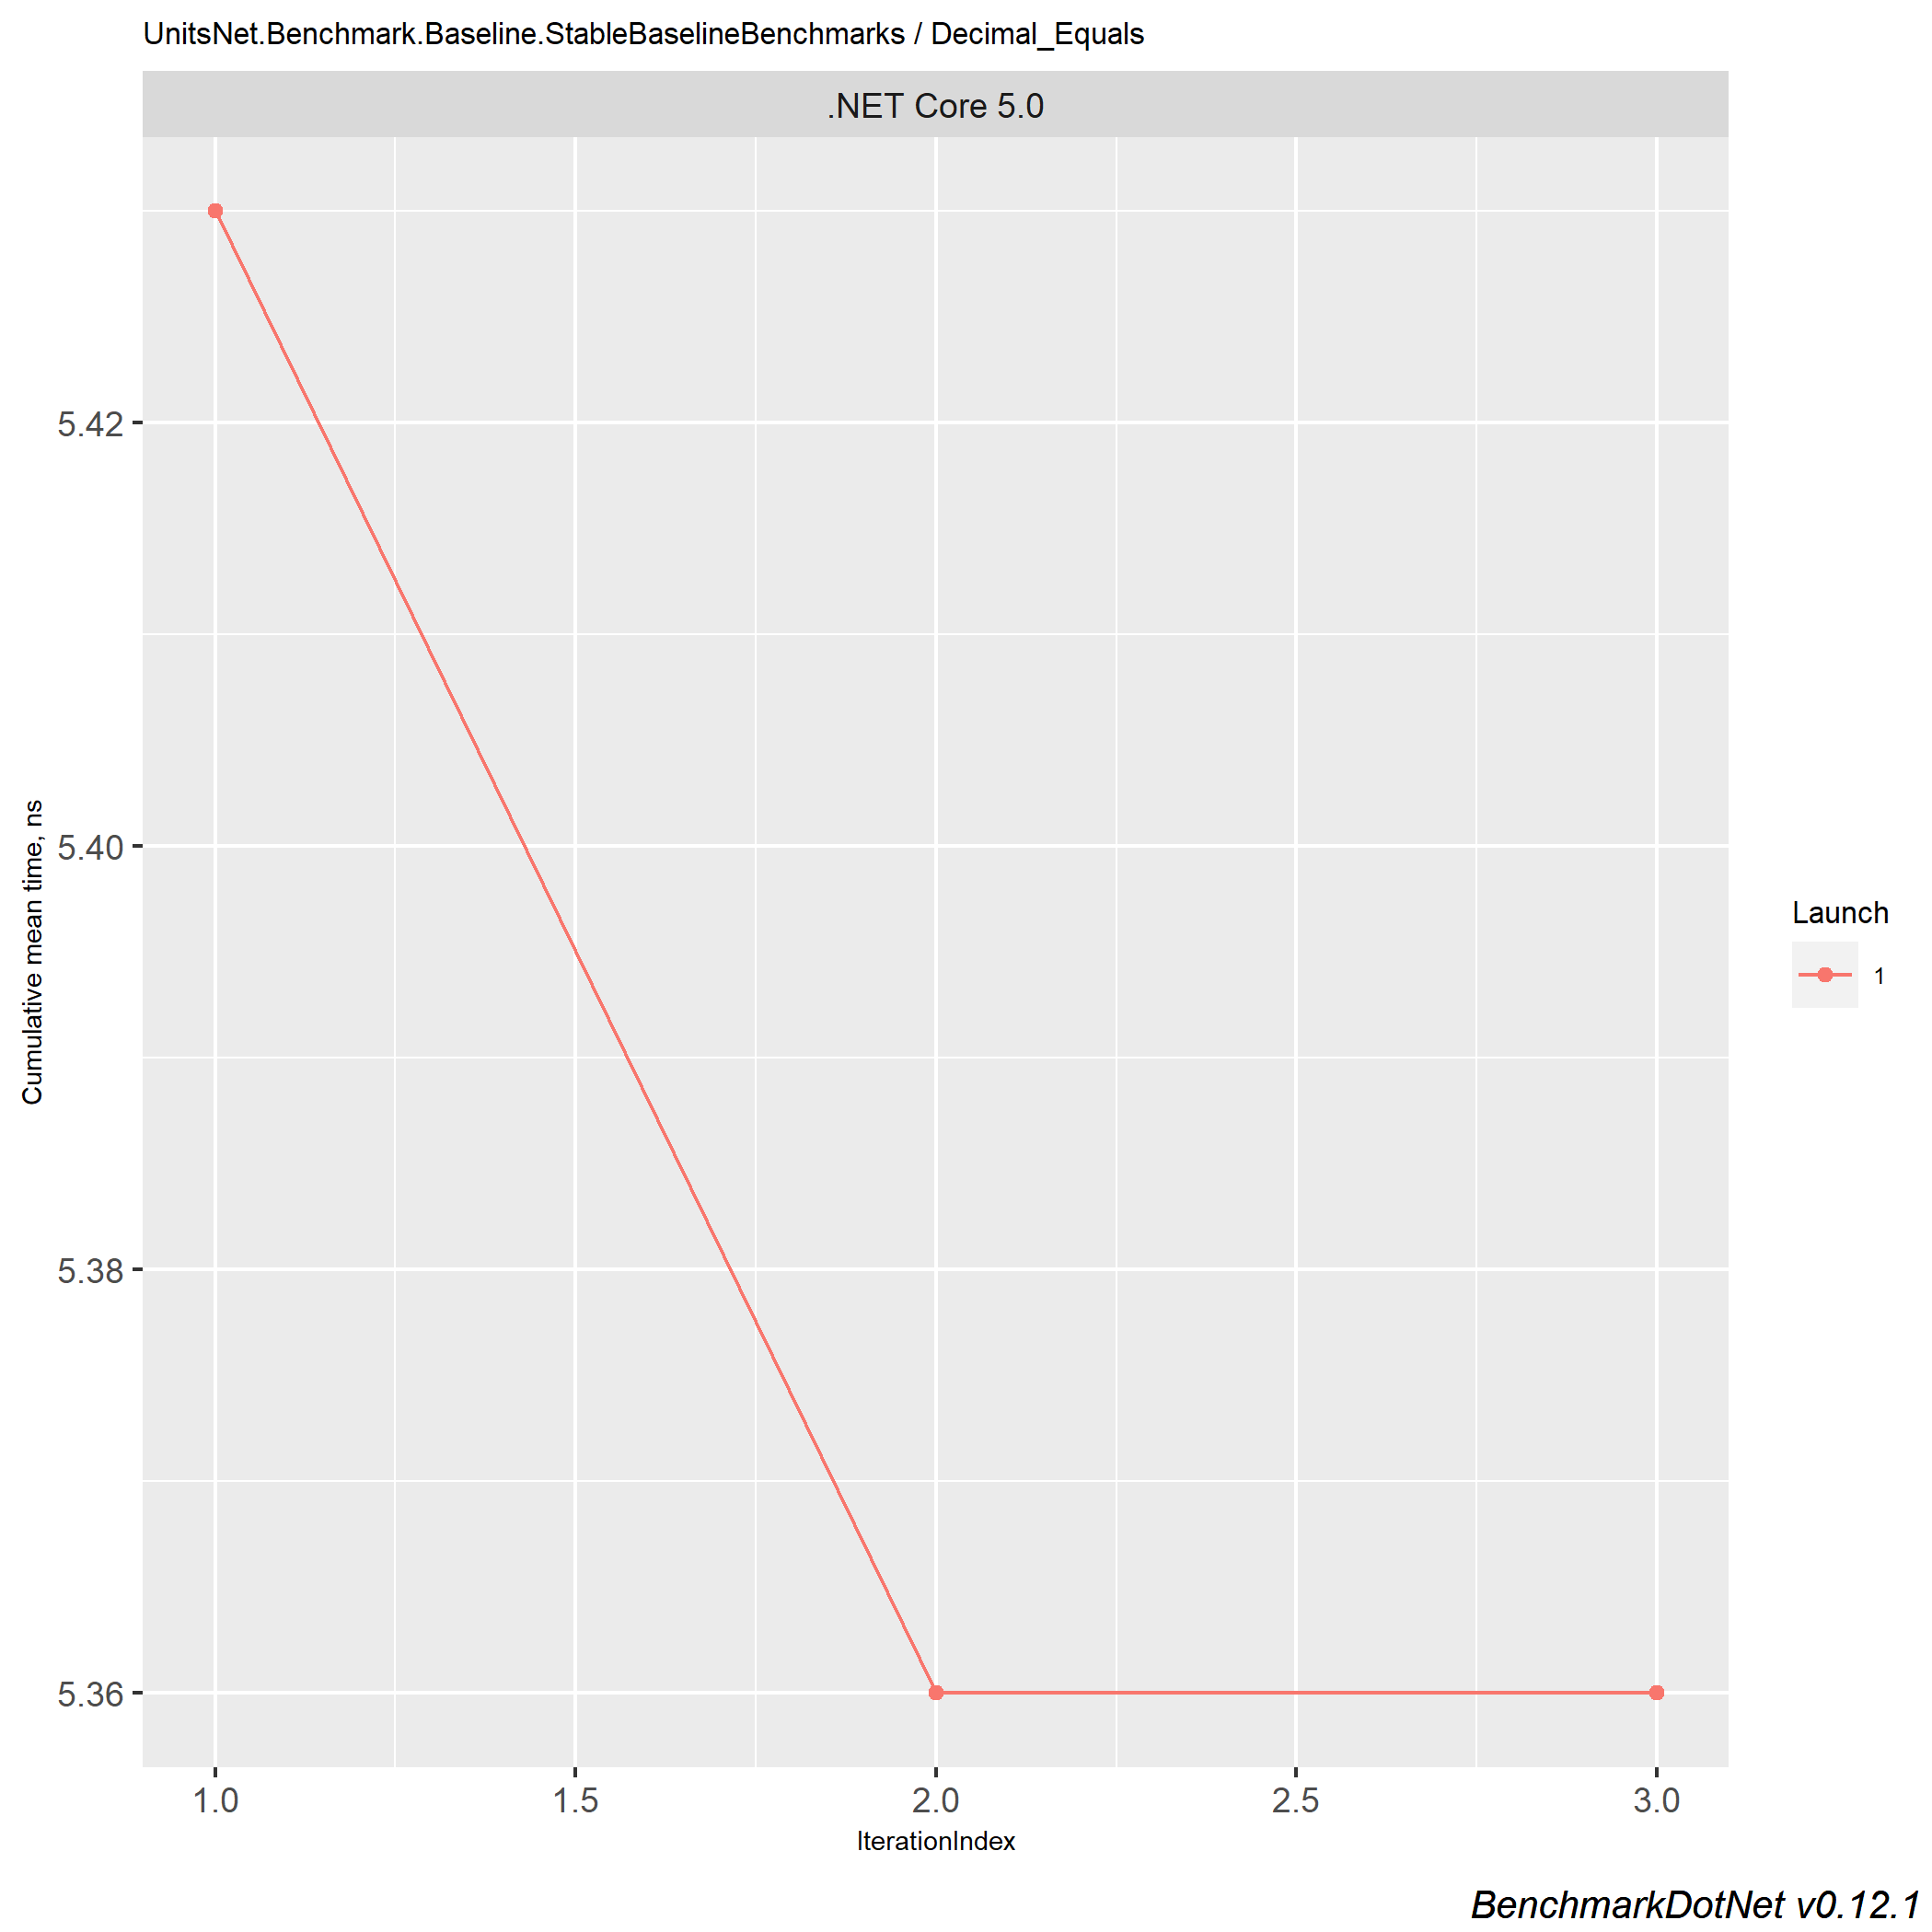 UnitsNet.Benchmark.Baseline.StableBaselineBenchmarks / Decimal_Equals
.NET Core 5.0
Cumulative mean time, ns
5.42
5.40
5.38
5.36
1.0 1.5 2.0 2.5 3.0
IterationIndex
Launch
1
BenchmarkDotNet v0.12.1